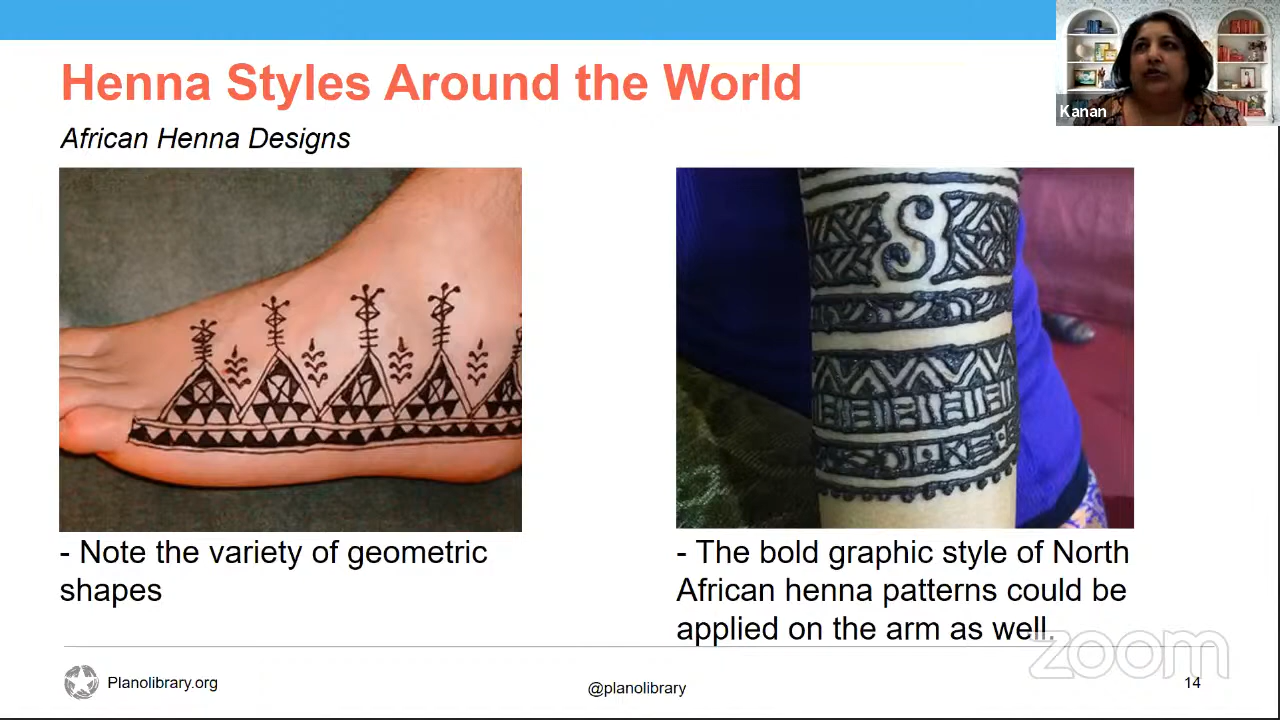 Henna Styles Around the World
Kanan
African Henna Designs
- Note the variety of geometric
shapes
- The bold graphic style of North
African henna patterns could be
applied on the arm as well.
zoom
Planolibrary.org
@planolibrary
14